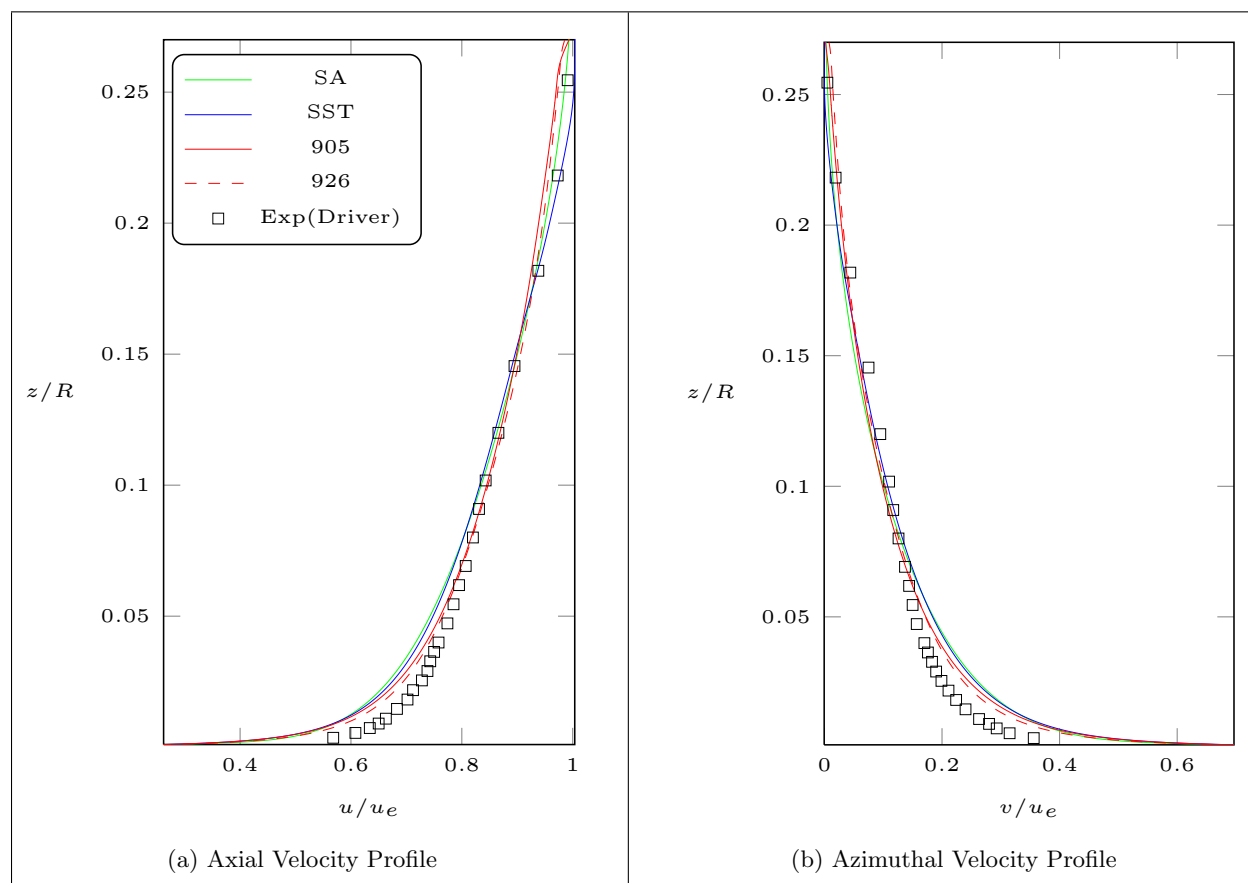 0.25
0.2
0.15
0.1
0.05
z/R
SA
SST
905
926
Exp(Driver)
0.4 0.6 0.8 1
u/u_e
(a) Axial Velocity Profile
0.25
0.2
0.15
0.1
0.05
z/R
0 0.2 0.4 0.6
v/u_e
(b) Azimuthal Velocity Profile